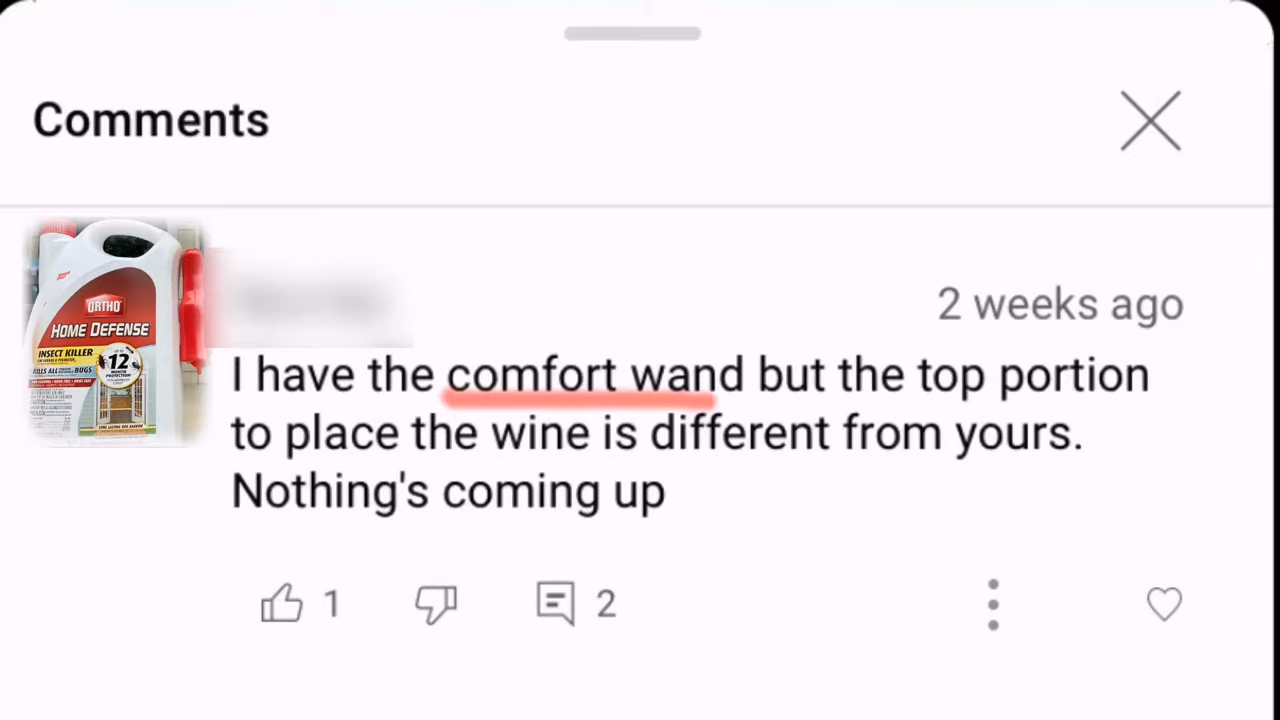 Comments
2 weeks ago
I have the comfort wand but the top portion
to place the wine is different from yours.
Nothing's coming up
1
2
ORTHO
HOME DEFENSE
INSECT KILLER
12